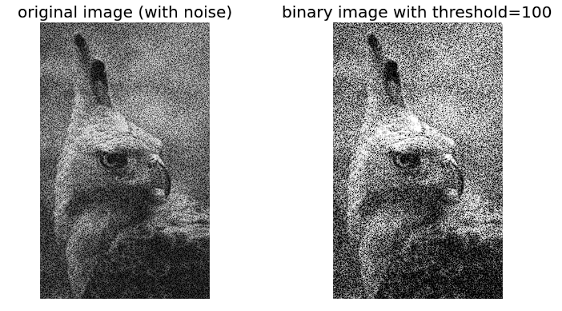 original image (with noise)
binary image with threshold=100